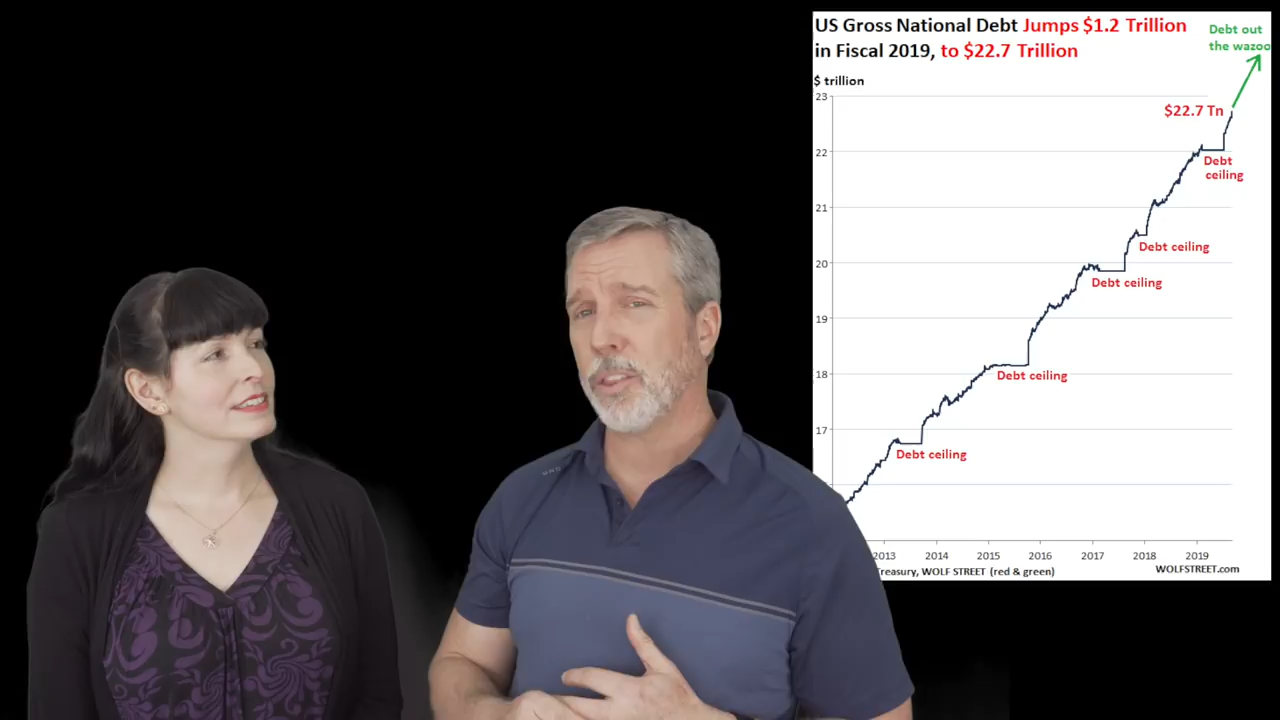 US Gross National Debt Jumps $1.2 Trillion
in Fiscal 2019, to $22.7 Trillion
Debt out
the wazoo
$ trillion
23
$22.7 Tn
22
Debt
ceiling
21
Debt ceiling
20
Debt ceiling
19
18
Debt ceiling
17
Debt ceiling
2013 2014 2015 2016 2017 2018 2019
Treasury, WOLF STREET (red & green)
WOLFSTREET.com